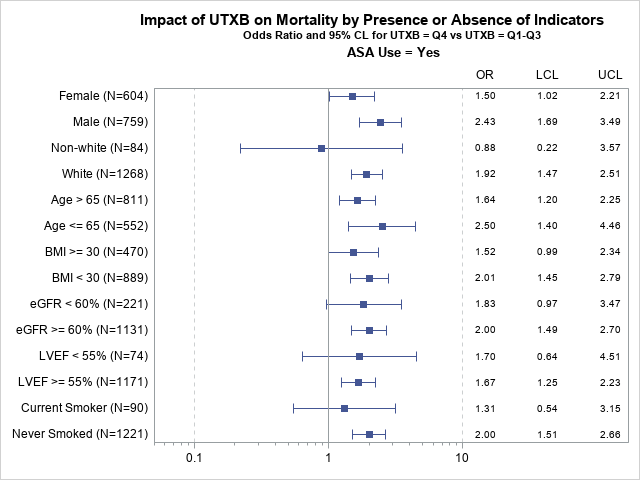 Impact of UTXB on Mortality by Presence or Absence of Indicators
Odds Ratio and 95% CL for UTXB = Q4 vs UTXB = Q1-Q3
ASA Use = Yes
OR LCL UCL
Female (N=604) 1.50 1.02 2.21
Male (N=759) 2.43 1.69 3.49
Non-white (N=84) 0.88 0.22 3.57
White (N=1268) 1.92 1.47 2.51
Age > 65 (N=811) 1.64 1.20 2.25
Age <= 65 (N=552) 2.50 1.40 4.46
BMI >= 30 (N=470) 1.52 0.99 2.34
BMI < 30 (N=889) 2.01 1.45 2.79
eGFR < 60% (N=221) 1.83 0.97 3.47
eGFR >= 60% (N=1131) 2.00 1.49 2.70
LVEF < 55% (N=74) 1.70 0.64 4.51
LVEF >= 55% (N=1171) 1.67 1.25 2.23
Current Smoker (N=90) 1.31 0.54 3.15
Never Smoked (N=1221) 2.00 1.51 2.66
0.1 1 10